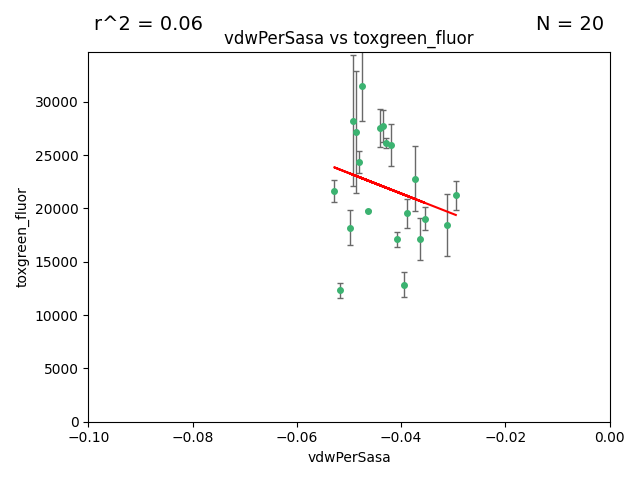 r^2 = 0.06
N = 20
vdwPerSasa vs toxgreen_fluor
toxgreen_fluor
30000
25000
20000
15000
10000
5000
0
−0.10
−0.08
−0.06
−0.04
−0.02
0.00
vdwPerSasa